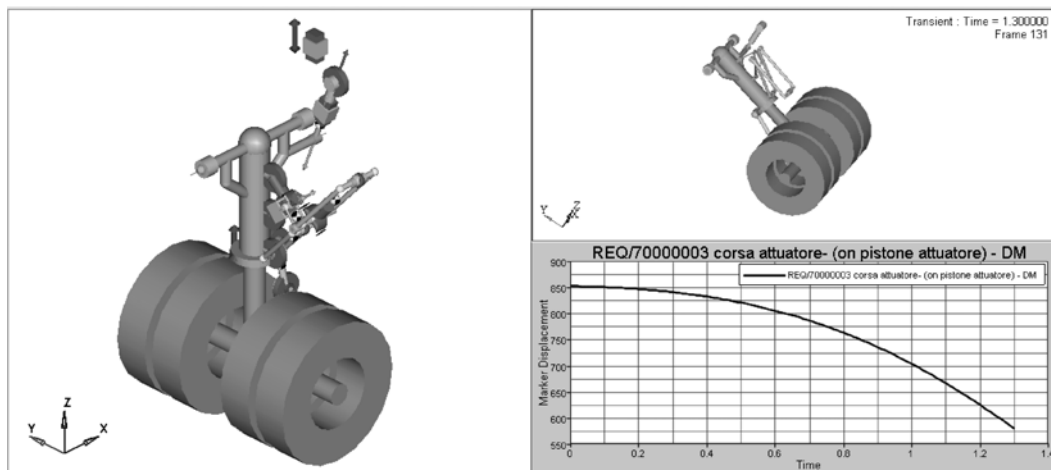 Z
Y
X
Transient : Time = 1.300000
Frame 131
Y
Z
X
REQ/70000003 corsa attuatore- (on pistone attuatore) - DM
REQ/70000003 corsa attuatore- (on pistone attuatore) - DM
Marker Displacement
900
850
800
750
700
650
600
550
0
0.2
0.4
0.6
0.8
1
1.2
1.4
Time